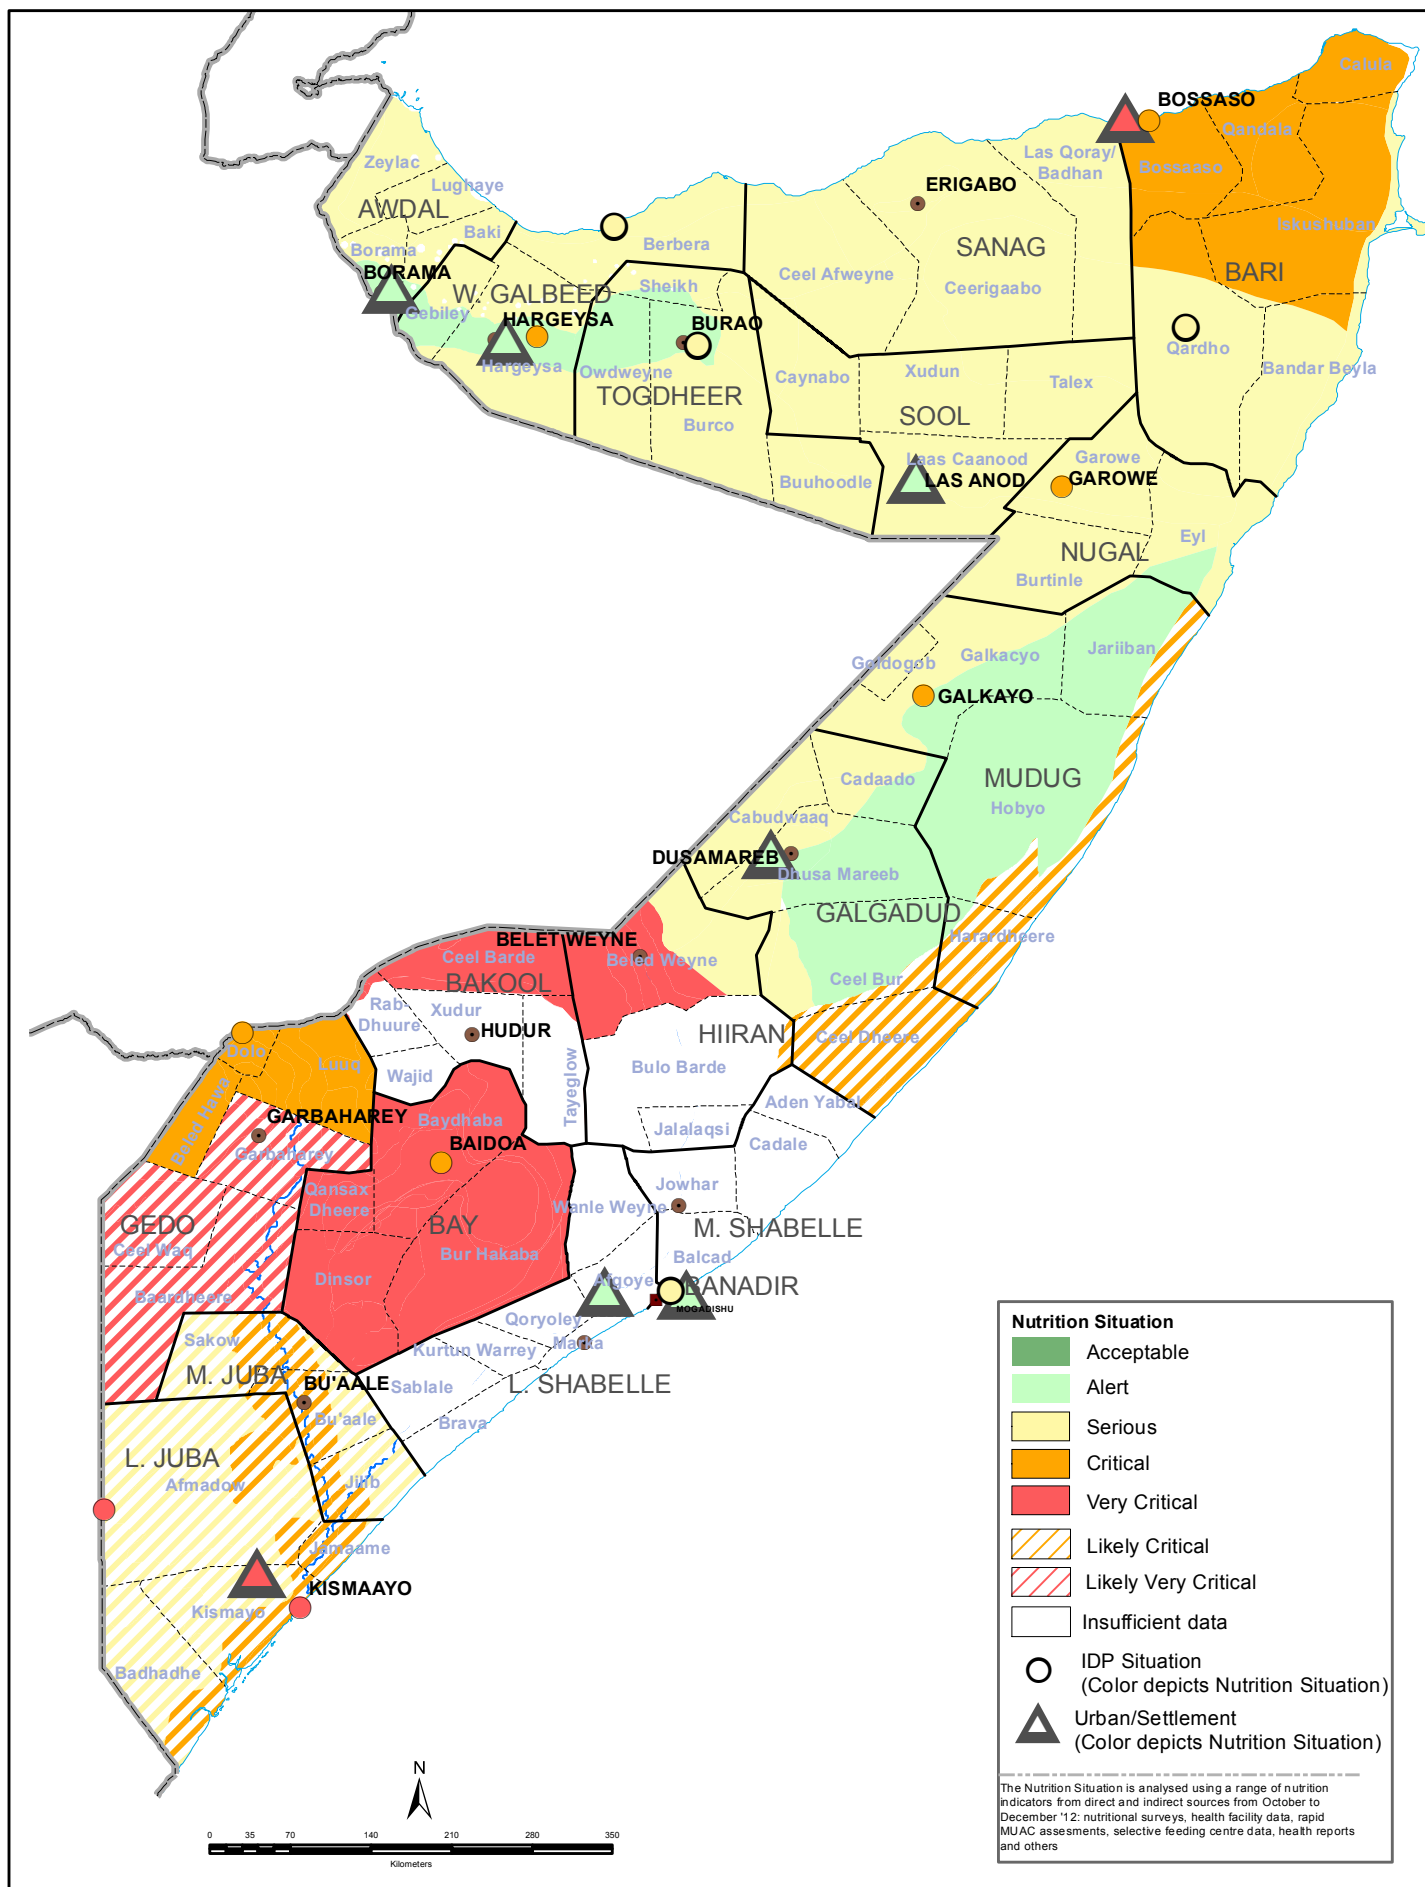 Calula
BOSSASO
Qandala
Las Qoray/
Badhan
Bossaaso
Zeylac
Lughaye
ERIGABO
AWDAL
Iskushuban
Baki
Borama
Berbera
SANAG
BORAMA
Ceel Afweyne
BARI
Sheikh
Ceerigaabo
W. GALBEED
Gebiley
HARGEYSA
BURAO
Qardho
Hargeysa
Owdweyne
Caynabo
Xudun
Talex
Bandar Beyla
TOGDHEER
SOOL
Burco
Laas Caanood
Garowe
LAS ANOD
GAROWE
Buuhoodle
Eyl
NUGAL
Burtinle
Jariiban
Galkacyo
Goldogob
GALKAYO
MUDUG
Cadaado
Hobyo
Cabudwaaq
DUSAMAREB
Dhusa Mareeb
GALGADUD
Harardheere
BELET WEYNE
Ceel Barde
Beled Weyne
BAKOOL
Ceel Bur
Rab-
Dhuure
Xudur
HUDUR
HIIRAN
Ceel Dheere
Dolo
Luuq
Wajid
Tayeglow
Bulo Barde
Beled Hawa
GARBAHAREY
Baydhaba
Aden Yabal
Garbaharey
BAIDOA
Jalalaqsi
Cadale
Qansax
Dheere
Jowhar
Wanle Weyne
GEDO
BAY
M. SHABELLE
Ceel Waq
Bur Hakaba
Balcad
Dinsor
Afgoye
BANADIR
Baardheere
MOGADISHU
Qoryoley
Sakow
Kurtun Warrey
Marka
M. JUBA
BU'AALE
Sablale
L. SHABELLE
Bu'aale
Brava
L. JUBA
Afmadow
Jilib
Jamaame
KISMAAYO
Kismayo
Badhadhe
N
0 35 70 140 210 280 350
Kilometers
Nutrition Situation
Acceptable
Alert
Serious
Critical
Very Critical
Likely Critical
Likely Very Critical
Insufficient data
IDP Situation
(Color depicts Nutrition Situation)
Urban/Settlement
(Color depicts Nutrition Situation)
The Nutrition Situation is analysed using a range of nutrition
indicators from direct and indirect sources from October to
December '12: nutritional surveys, health facility data, rapid
MUAC assesments, selective feeding centre data, health reports
and others